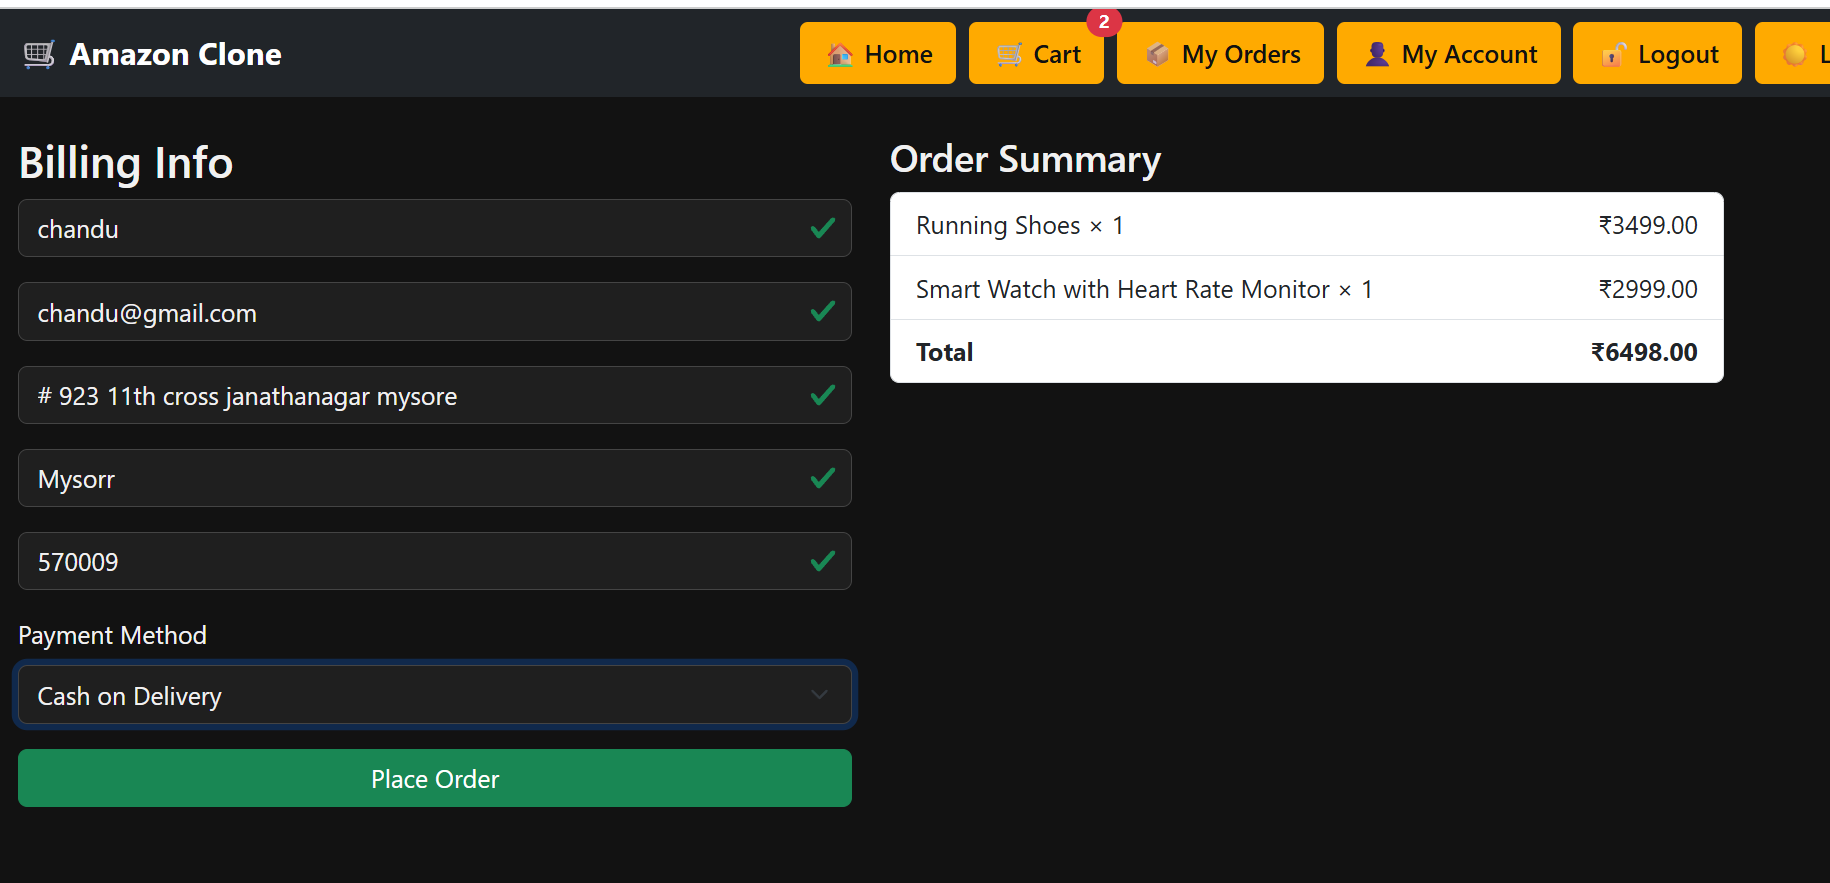 Amazon Clone
Home
Cart
2
My Orders
My Account
Logout
Billing Info
chandu
chandu@gmail.com
# 923 11th cross janathanagar mysore
Mysorr
570009
Payment Method
Cash on Delivery
Place Order
Order Summary
Running Shoes × 1 ₹3499.00
Smart Watch with Heart Rate Monitor × 1 ₹2999.00
Total ₹6498.00